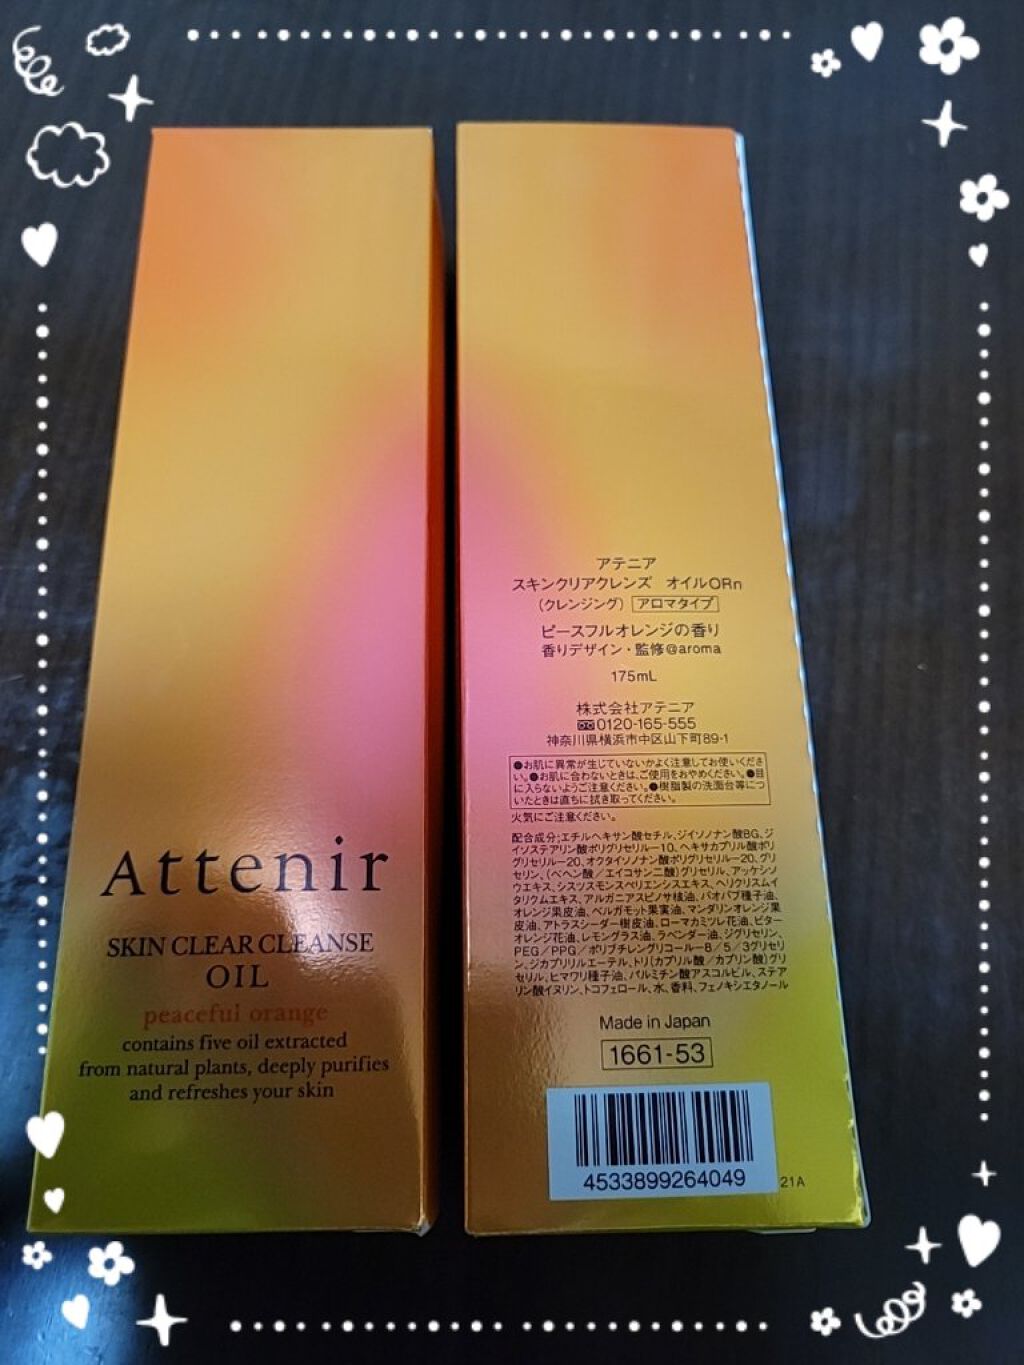 Attenir
SKIN CLEAR CLEANSE
OIL
peaceful orange
contains five oil extracted
from natural plants, deeply purifies
and refreshes your skin
アテニア
スキンクリアクレンズ オイルORn
(クレンジング) アロマタイプ
ピースフルオレンジの香り
香りデザイン・監修@aroma
175mL
株式会社アテニア
0120-165-555
神奈川県横浜市中区山下町89-1
●お肌に異常が生じていないかよく注意してお使いくださ
い。●お肌に合わないときは、ご使用をおやめください。●目
に入らないようご注意ください。●樹脂製の洗面台等につ
いたときは直ちに拭き取ってください。
火気にご注意ください。
配合成分:エチルヘキサン酸セチル、ジイソノナン酸BG、ジ
イソステアリン酸ポリグリセリル-10、ヘキサカプリル酸ポリ
グリセリル-20、オクタイソノナン酸ポリグリセリル-20、グリ
セリン、(ベヘン酸/エイコサン二酸)グリセリル、アッケシソ
ウエキス、シスツスモンスペリエンシスエキス、ヘリクリスムイ
タリクムエキス、アルガニアスピノサ核油、バオバブ種子油、
オレンジ果皮油、ベルガモット果実油、マンダリンオレンジ果
皮油、アトラスシーダー樹皮油、ローマカミツレ花油、ビター
オレンジ花油、レモングラス油、ラベンダー油、ジグリセリン、
PEG/PPG/ポリブチレングリコール-8/5/3グリセリ
ン、ジカプリリルエーテル、トリ(カプリル酸/カプリン酸)グリ
セリル、ヒマワリ種子油、パルミチン酸アスコルビル、ステア
リン酸イヌリン、トコフェロール、水、香料、フェノキシエタノール
Made in Japan
1661-53
4533899264049
21A